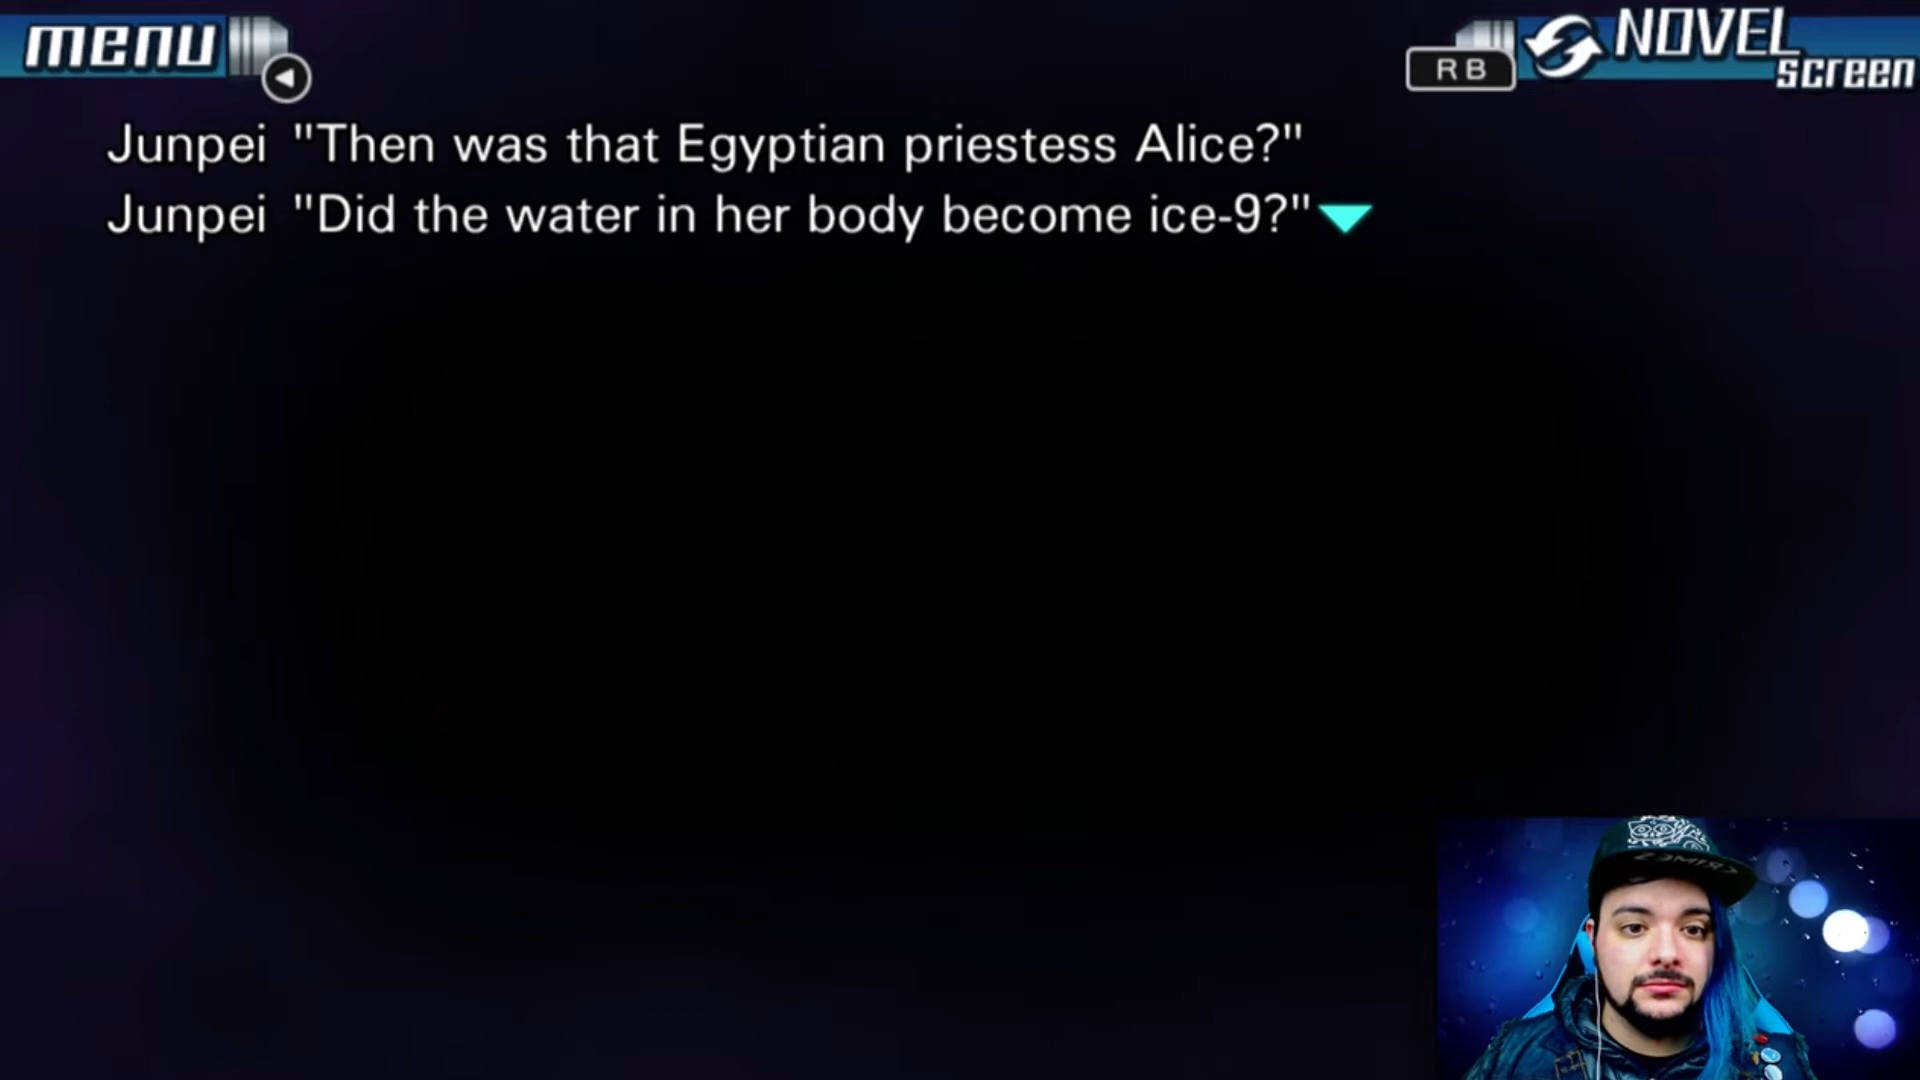 menu
RB
NOVEL
screen
Junpei "Then was that Egyptian priestess Alice?"
Junpei "Did the water in her body become ice-9?"